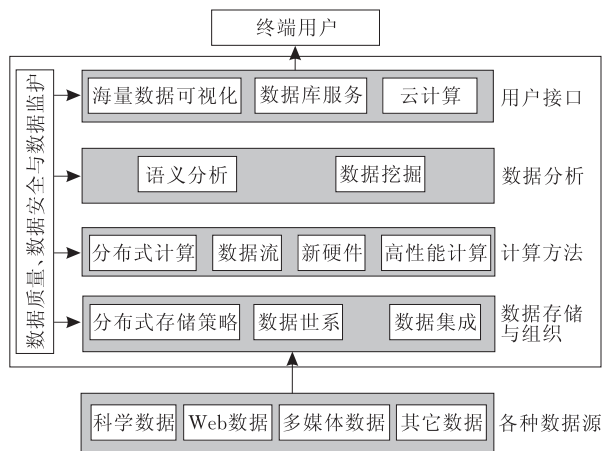 终端用户
数据质量、数据安全与数据监护
海量数据可视化 数据库服务 云计算 用户接口
语义分析 数据挖掘 数据分析
分布式计算 数据流 新硬件 高性能计算 计算方法
分布式存储策略 数据世系 数据集成 数据存储
与组织
科学数据 Web数据 多媒体数据 其它数据 各种数据源